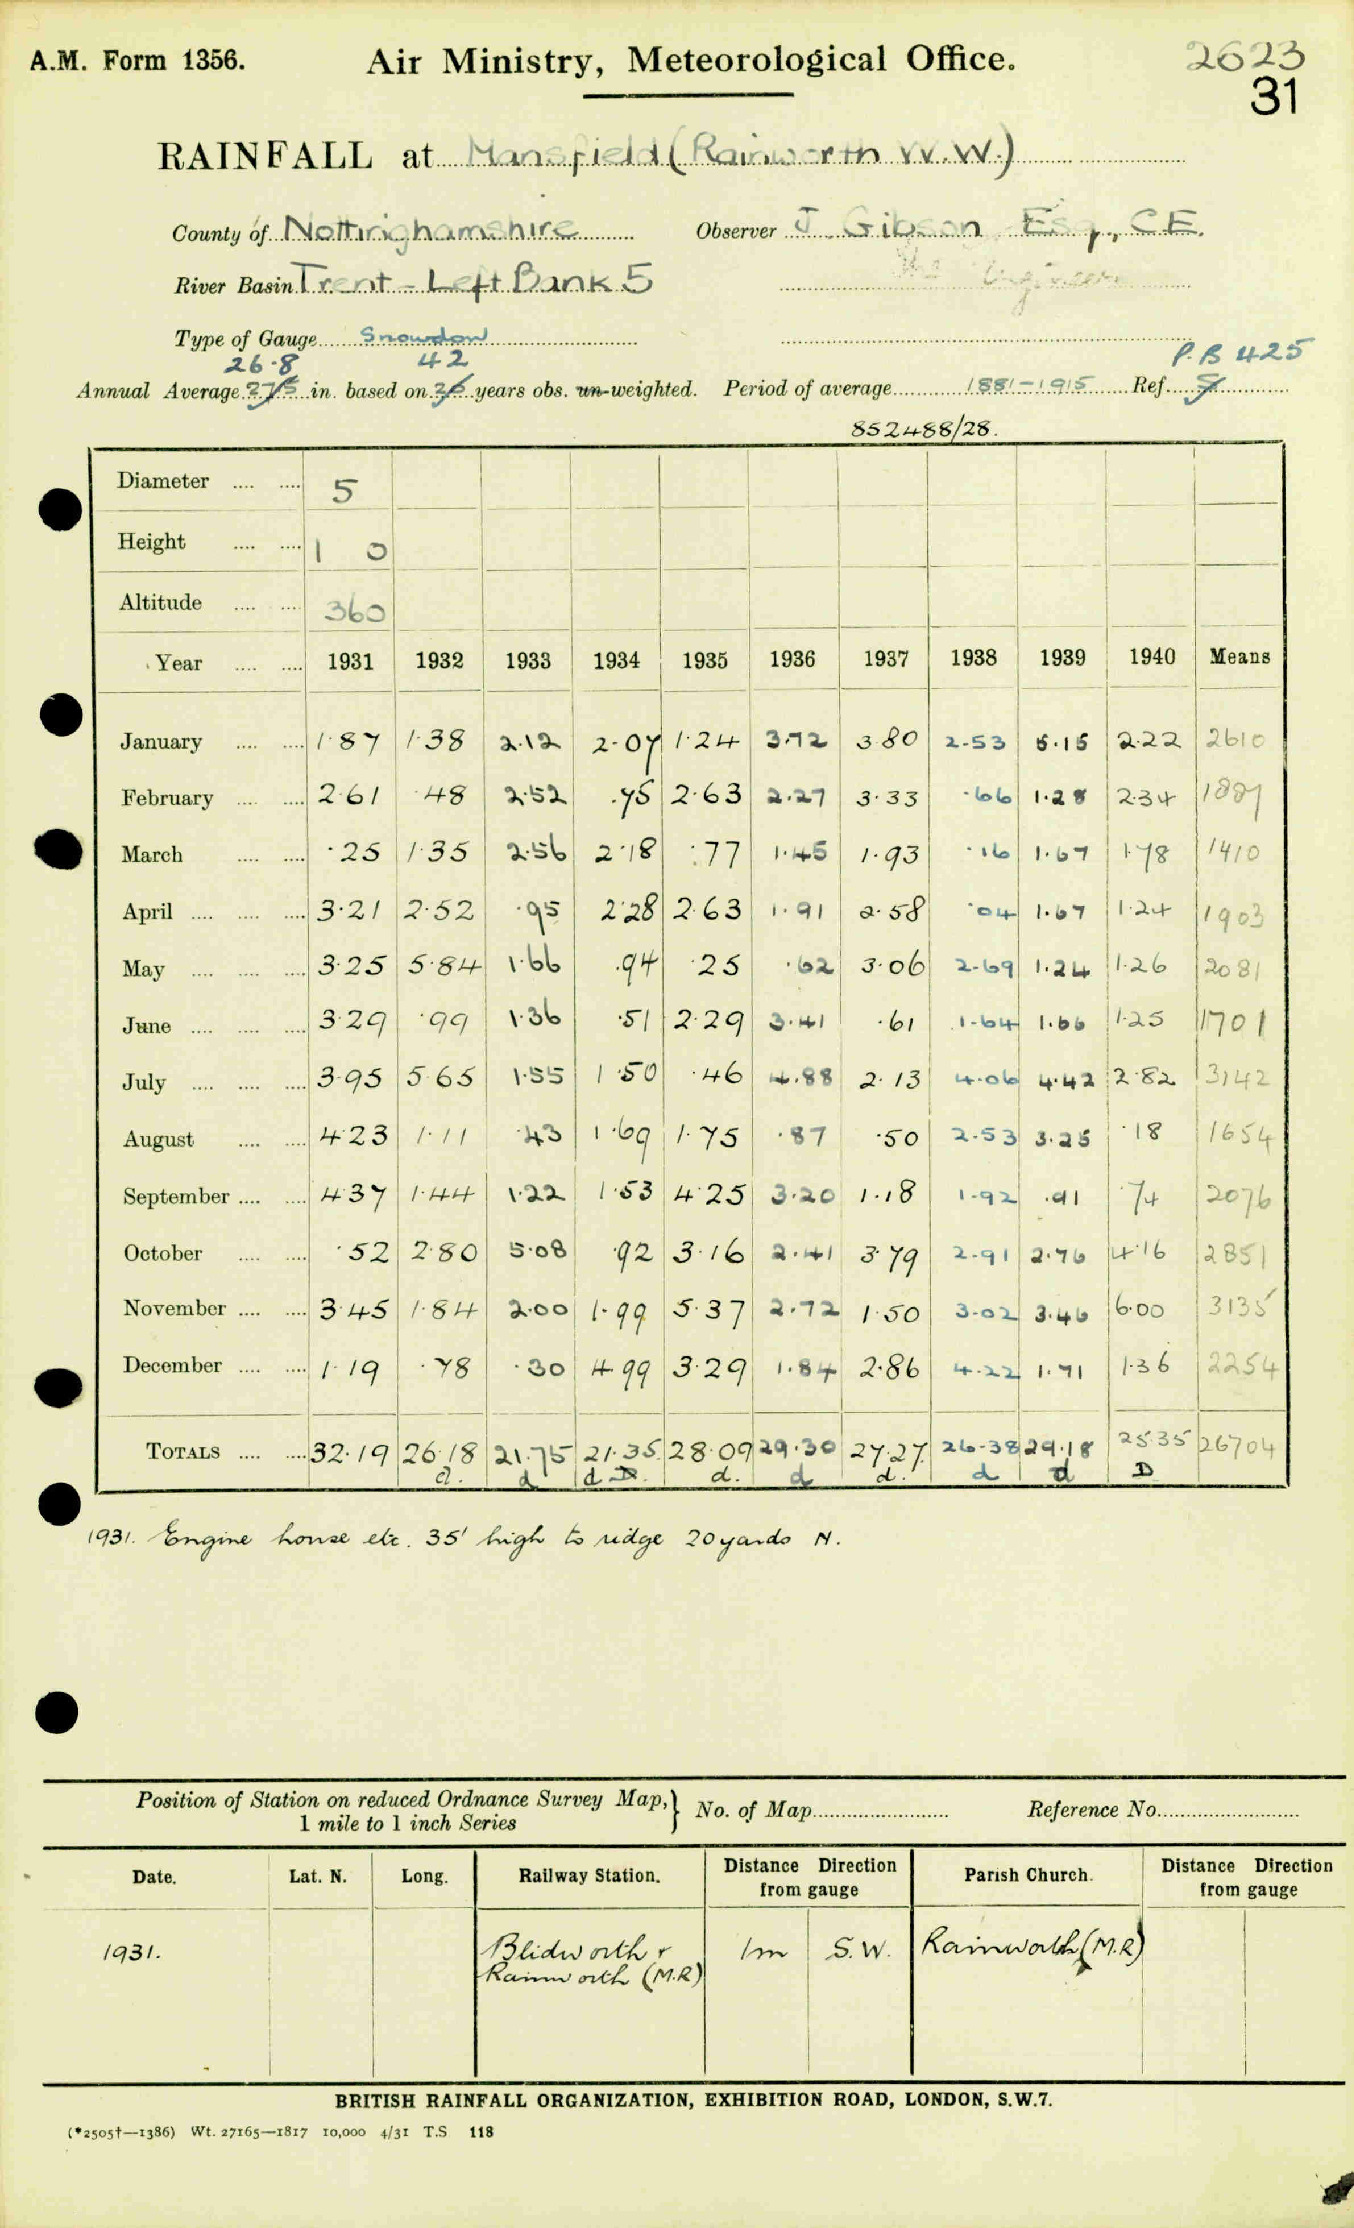 A.M. Form 1356. Air Ministry, Meteorological Office. 2623
31
RAINFALL at Mansfield (Rainworth W.W.)
County of Nottinghamshire Observer J. Gibson Esq., C.E.
River Basin Trent - Left Bank 5 The Engineer
Type of Gauge Snowdon
26.8 42 P.B 425
Annual Average 27.5 in. based on 36 years obs. un-weighted. Period of average 1881-1915 Ref.
852488/28.
Diameter .... .... 5
Height .... .... 1 0
Altitude .... .... 360
Year .... .... 1931 1932 1933 1934 1935 1936 1937 1938 1939 1940 Means
January .... .... 1.87 1.38 2.12 2.07 1.24 3.72 3.80 2.53 5.15 2.22 2610
February .... .... 2.61 .48 2.52 .75 2.63 2.27 3.33 .66 1.28 2.34 1887
March .... .... .25 1.35 2.56 2.18 .77 1.45 1.93 .16 1.67 1.78 1410
April .... .... .... 3.21 2.52 .95 2.28 2.63 1.91 2.58 .04 1.67 1.24 1903
May .... .... .... 3.25 5.84 1.66 .94 .25 .62 3.06 2.69 1.24 1.26 2081
June .... .... .... 3.29 .99 1.36 .51 2.29 3.41 .61 1.64 1.66 1.25 1701
July .... .... .... 3.95 5.65 1.55 1.50 .46 4.88 2.13 4.06 4.42 2.82 3142
August .... .... 4.23 1.11 .43 1.69 1.75 .87 .50 2.53 3.25 .18 1654
September .... .... 4.37 1.44 1.22 1.53 4.25 3.20 1.18 1.92 .91 .74 2076
October .... .... .52 2.80 5.08 .92 3.16 2.41 3.79 2.91 2.76 4.16 2851
November .... .... 3.45 1.84 2.00 1.99 5.37 2.72 1.50 3.02 3.46 6.00 3135
December .... .... 1.19 .78 .30 4.99 3.29 1.84 2.86 4.22 1.71 1.36 2254
TOTALS .... .... 32.19 26.18 21.75 21.35 28.09 29.30 27.27 26.38 29.18 25.35 26704
d. d d D. d. d d. d d D
1931. Engine house etc. 35' high to ridge 20 yards N.
Position of Station on reduced Ordnance Survey Map, 1 mile to 1 inch Series } No. of Map Reference No.
Date. Lat. N. Long. Railway Station. Distance Direction from gauge Parish Church. Distance Direction from gauge
1931. Blidworth & 1m S.W. Rainworth (M.R)
Rainworth (M.R)
BRITISH RAINFALL ORGANIZATION, EXHIBITION ROAD, LONDON, S.W.7.
(*2505†—1386) Wt. 27165—1817 10,000 4/31 T.S 118